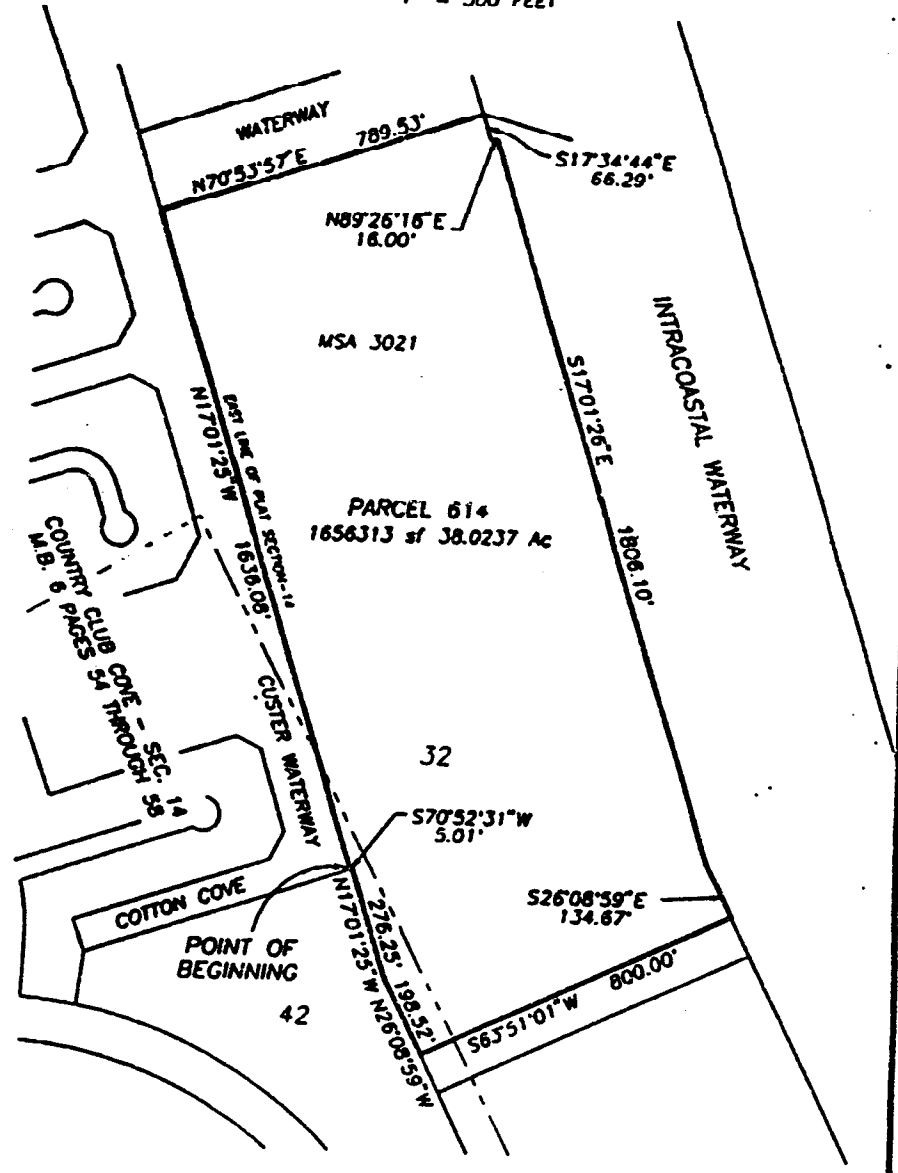 WATERWAY
789.53'
N70°53'57"E
S17°34'44"E
66.29'
N89°26'16"E
16.00'
MSA 3021
INTRACOASTAL WATERWAY
S17°01'26"E
1806.10'
N17°01'25"W
1636.08'
EAST LINE OF PLAT SECTION-14
PARCEL 614
1656313 sf 38.0237 Ac
COUNTRY CLUB COVE - SEC. 14
M.B. 6 PAGES 54 THROUGH 58
CUSTER WATERWAY
32
S70°52'31"W
5.01'
COTTON COVE
S26°08'59"E
134.67'
POINT OF
BEGINNING
276.25'
N17°01'25"W
198.52'
N26°08'59"W
S63°51'01"W 800.00'
42